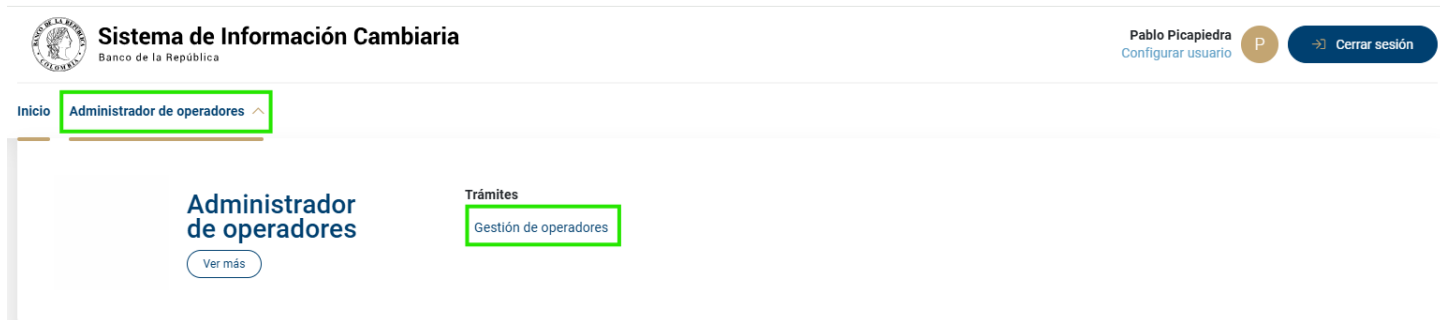 Sistema de Información Cambiaria
Banco de la República
Pablo Picapiedra
Configurar usuario
P
Cerrar sesión
Inicio
Administrador de operadores
Administrador
de operadores
Ver más
Trámites
Gestión de operadores